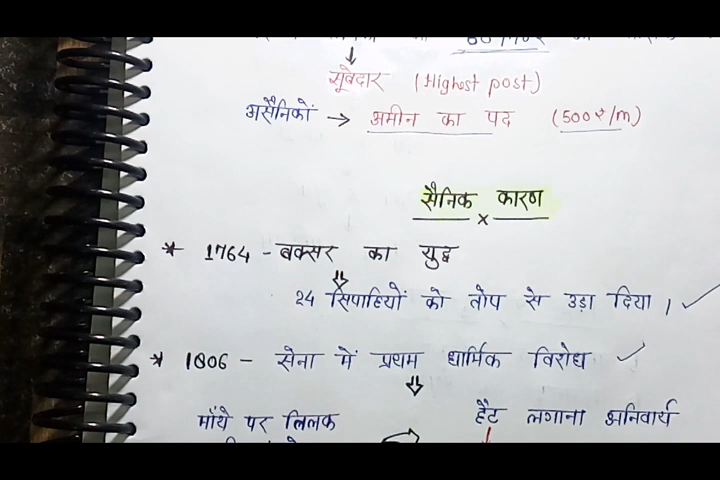 ↓
सूवेदार (Highest post)
असैनिकों → अमीन का पद (500₹/m)
सैनिक कारण
x
* 1764 - बक्सर का युद्ध
⇓
24 सिपाहियों को तोप से उड़ा दिया । ✓
* 1806 - सेना में प्रथम धार्मिक विरोध ✓
⇓
माँथे पर तिलक हैट लगाना अनिवार्य